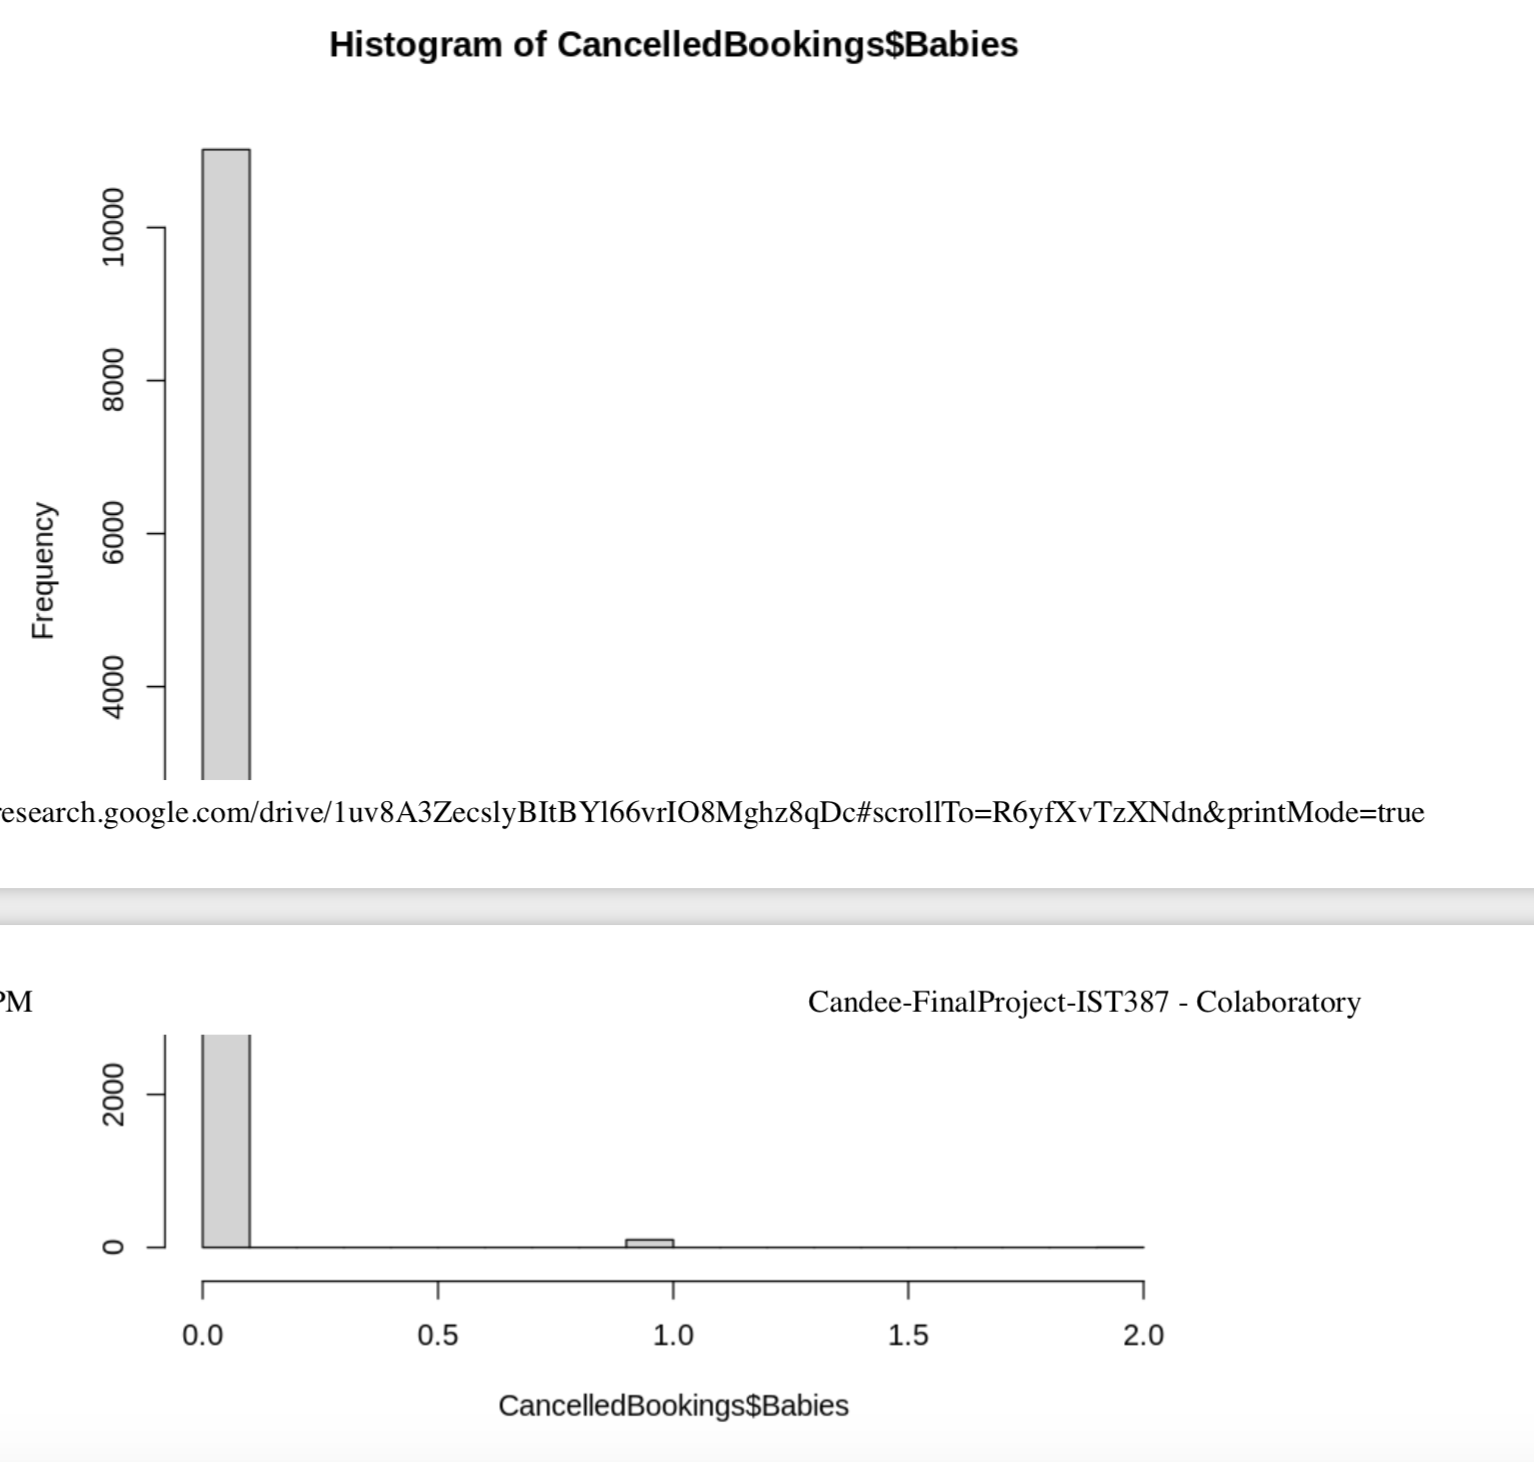 Histogram of CancelledBookings$Babies
10000
8000
6000
4000
Frequency
research.google.com/drive/1uv8A3ZecslyBItBYl66vrIO8Mghz8qDc#scrollTo=R6yfXvTzXNdn&printMode=true
PM Candee-FinalProject-IST387 - Colaboratory
2000
0
0.0 0.5 1.0 1.5 2.0
CancelledBookings$Babies